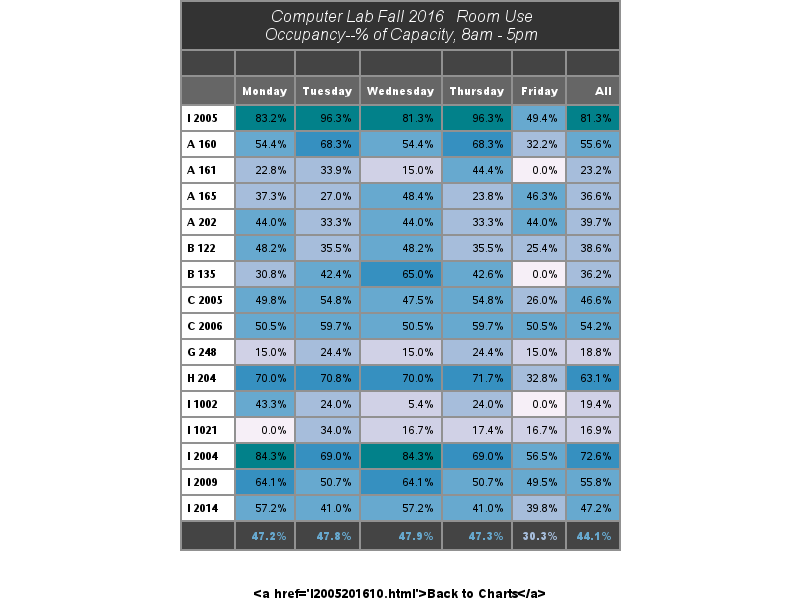 Computer Lab Fall 2016 Room Use
Occupancy--% of Capacity, 8am - 5pm
Monday Tuesday Wednesday Thursday Friday All
I 2005 83.2% 96.3% 81.3% 96.3% 49.4% 81.3%
A 160 54.4% 68.3% 54.4% 68.3% 32.2% 55.6%
A 161 22.8% 33.9% 15.0% 44.4% 0.0% 23.2%
A 165 37.3% 27.0% 48.4% 23.8% 46.3% 36.6%
A 202 44.0% 33.3% 44.0% 33.3% 44.0% 39.7%
B 122 48.2% 35.5% 48.2% 35.5% 25.4% 38.6%
B 135 30.8% 42.4% 65.0% 42.6% 0.0% 36.2%
C 2005 49.8% 54.8% 47.5% 54.8% 26.0% 46.6%
C 2006 50.5% 59.7% 50.5% 59.7% 50.5% 54.2%
G 248 15.0% 24.4% 15.0% 24.4% 15.0% 18.8%
H 204 70.0% 70.8% 70.0% 71.7% 32.8% 63.1%
I 1002 43.3% 24.0% 5.4% 24.0% 0.0% 19.4%
I 1021 0.0% 34.0% 16.7% 17.4% 16.7% 16.9%
I 2004 84.3% 69.0% 84.3% 69.0% 56.5% 72.6%
I 2009 64.1% 50.7% 64.1% 50.7% 49.5% 55.8%
I 2014 57.2% 41.0% 57.2% 41.0% 39.8% 47.2%
47.2% 47.8% 47.9% 47.3% 30.3% 44.1%
<a href='I2005201610.html'>Back to Charts</a>